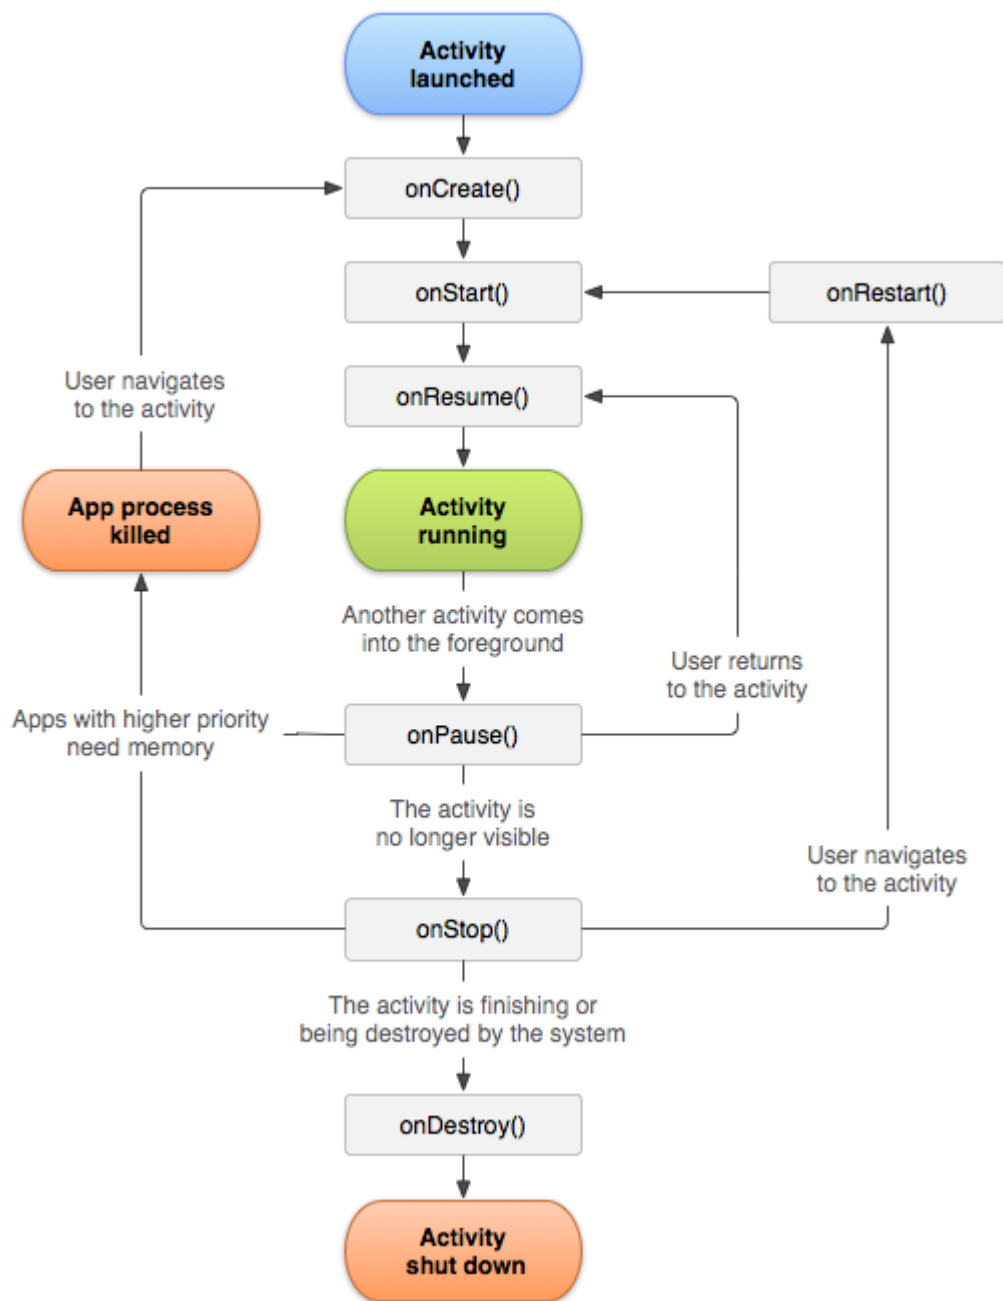 Activity
launched
onCreate()
onStart()
onRestart()
User navigates
to the activity
onResume()
App process
killed
Activity
running
Another activity comes
into the foreground
User returns
to the activity
Apps with higher priority
need memory
onPause()
The activity is
no longer visible
User navigates
to the activity
onStop()
The activity is finishing or
being destroyed by the system
onDestroy()
Activity
shut down